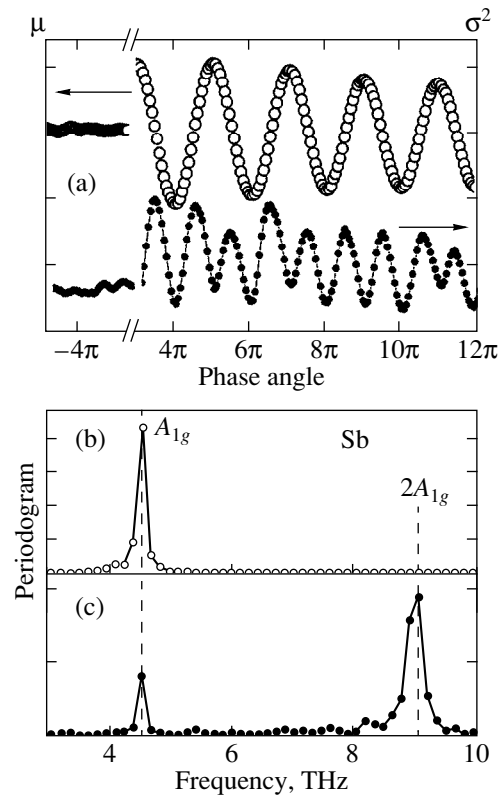 μ σ²
(a)
−4π 4π 6π 8π 10π 12π
Phase angle
(b) A₁g Sb
2A₁g
Periodogram
(c)
4 6 8 10
Frequency, THz